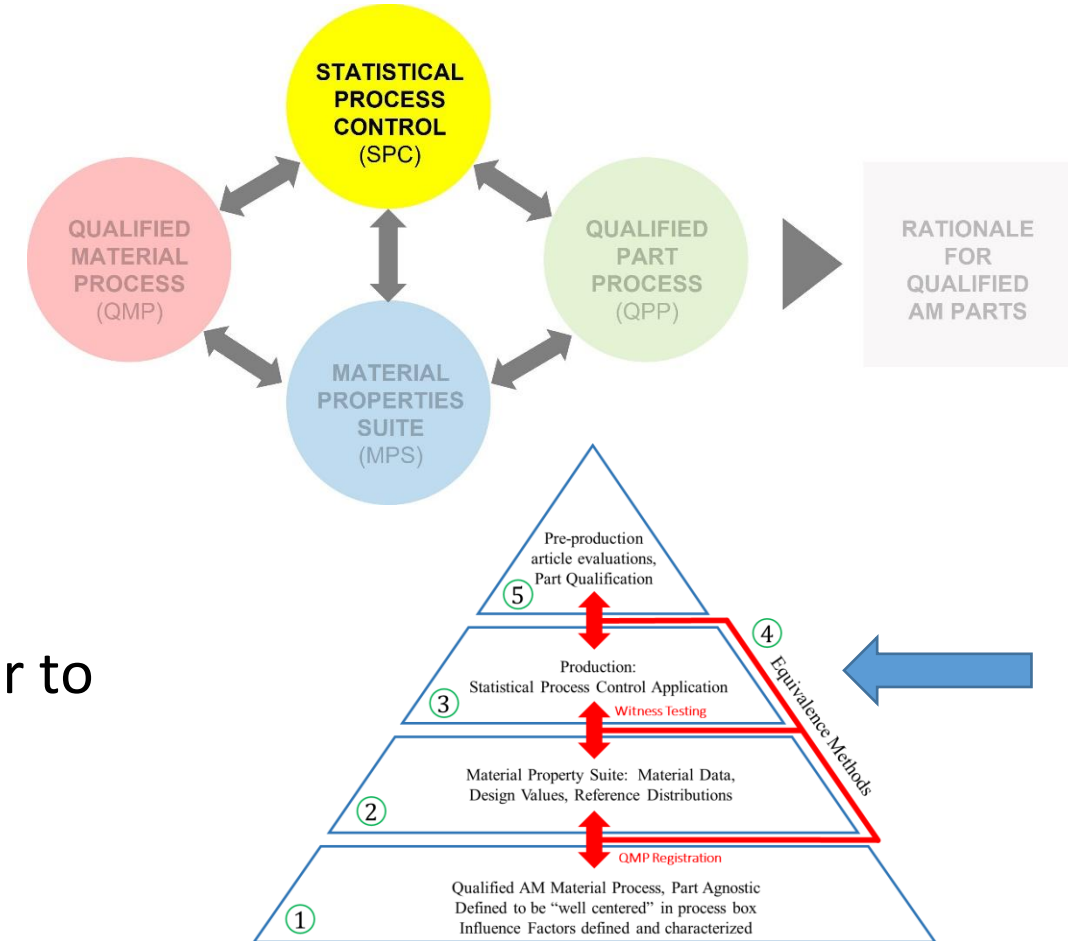 STATISTICAL
PROCESS
CONTROL
(SPC)
QUALIFIED
MATERIAL
PROCESS
(QMP)
QUALIFIED
PART
PROCESS
(QPP)
RATIONALE
FOR
QUALIFIED
AM PARTS
MATERIAL
PROPERTIES
SUITE
(MPS)
Pre-production
article evaluations,
Part Qualification
5
4
Equivalence Methods
r to
Production:
Statistical Process Control Application
3
Witness Testing
Material Property Suite: Material Data,
Design Values, Reference Distributions
2
QMP Registration
Qualified AM Material Process, Part Agnostic
Defined to be “well centered” in process box
Influence Factors defined and characterized
1